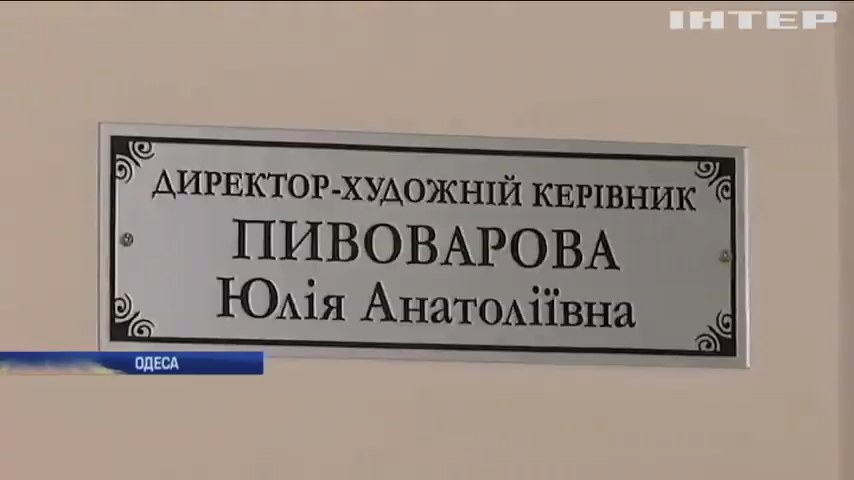 ІНТЕР
ДИРЕКТОР-ХУДОЖНІЙ КЕРІВНИК
ПИВОВАРОВА
Юлія Анатоліївна
ОДЕСА